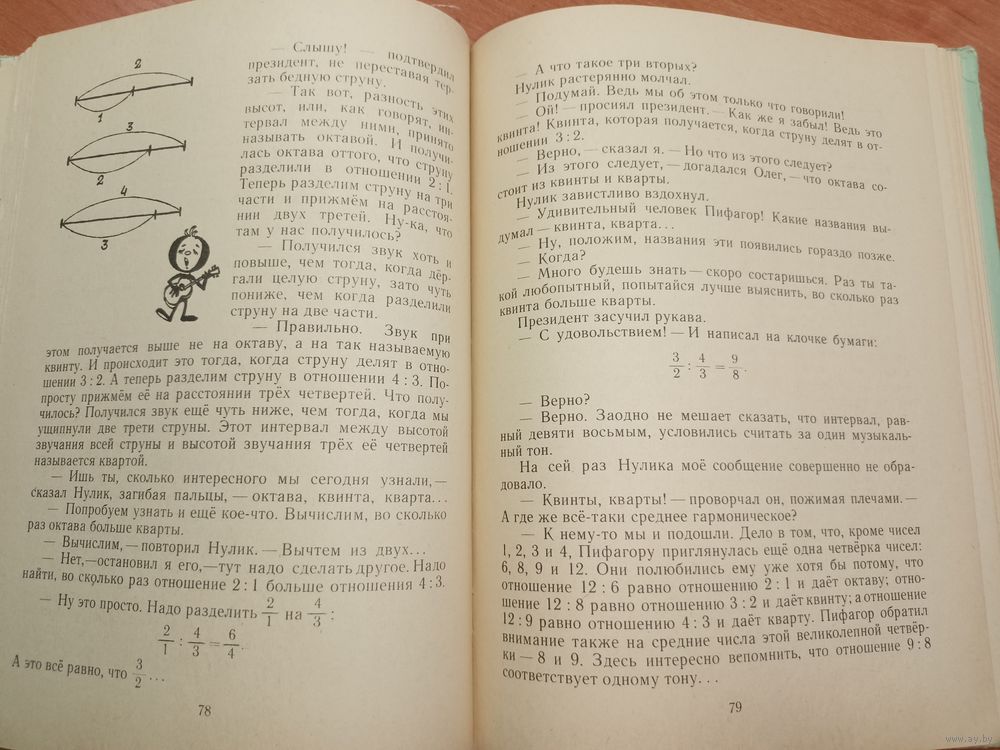 2
1
3
2
4
3
— Слышу! — подтвердил
президент, не переставая тер-
зать бедную струну.
— Так вот, разность этих
высот, или, как говорят, ин-
тервал между ними, принято
называть октавой. И получи-
лась октава оттого, что струну
разделили в отношении 2 : 1.
Теперь разделим струну на три
части и прижмём на расстоя-
нии двух третей. Ну-ка, что
там у нас получилось?
— Получился звук хоть и
повыше, чем тогда, когда дёр-
гали целую струну, зато чуть
пониже, чем когда разделили
струну на две части.
— Правильно. Звук при
этом получается выше не на октаву, а на так называемую
квинту. И происходит это тогда, когда струну делят в отно-
шении 3 : 2. А теперь разделим струну в отношении 4 : 3. По-
просту прижмём её на расстоянии трёх четвертей. Что полу-
чилось? Получился звук ещё чуть ниже, чем тогда, когда мы
ущипнули две трети струны. Этот интервал между высотой
звучания всей струны и высотой звучания трёх её четвертей
называется квартой.
— Ишь ты, сколько интересного мы сегодня узнали, —
сказал Нулик, загибая пальцы, — октава, квинта, кварта...
— Попробуем узнать и ещё кое-что. Вычислим, во сколько
раз октава больше кварты.
— Вычислим, — повторил Нулик. — Вычтем из двух...
— Нет, — остановил я его, — тут надо сделать другое. Надо
найти, во сколько раз отношение 2 : 1 больше отношения 4 : 3.
— Ну это просто. Надо разделить 2/1 на 4/3 :
2/1 : 4/3 = 6/4.
А это всё равно, что 3/2 ...
78
— А что такое три вторых?
Нулик растерянно молчал.
— Подумай. Ведь мы об этом только что говорили!
— Ой! — просиял президент. — Как же я забыл! Ведь это
квинта! Квинта, которая получается, когда струну делят в от-
ношении 3 : 2.
— Верно, — сказал я. — Но что из этого следует?
— Из этого следует, — догадался Олег, — что октава со-
стоит из квинты и кварты.
Нулик завистливо вздохнул.
— Удивительный человек Пифагор! Какие названия вы-
думал — квинта, кварта...
— Ну, положим, названия эти появились гораздо позже.
— Когда?
— Много будешь знать — скоро состаришься. Раз ты та-
кой любопытный, попытайся лучше выяснить, во сколько раз
квинта больше кварты.
Президент засучил рукава.
— С удовольствием! — И написал на клочке бумаги:
3/2 : 4/3 = 9/8.
— Верно?
— Верно. Заодно не мешает сказать, что интервал, рав-
ный девяти восьмым, условились считать за один музыкаль-
ный тон.
На сей раз Нулика моё сообщение совершенно не обра-
довало.
— Квинты, кварты! — проворчал он, пожимая плечами. —
А где же всё-таки среднее гармоническое?
— К нему-то мы и подошли. Дело в том, что, кроме чисел
1, 2, 3 и 4, Пифагору приглянулась ещё одна четвёрка чисел:
6, 8, 9 и 12. Они полюбились ему уже хотя бы потому, что
отношение 12 : 6 равно отношению 2 : 1 и даёт октаву; отно-
шение 12 : 8 равно отношению 3 : 2 и даёт квинту; а отношение
12 : 9 равно отношению 4 : 3 и даёт кварту. Пифагор обратил
внимание также на средние числа этой великолепной четвёр-
ки — 8 и 9. Здесь интересно вспомнить, что отношение 9 : 8
соответствует одному тону...
79
www.ay.by